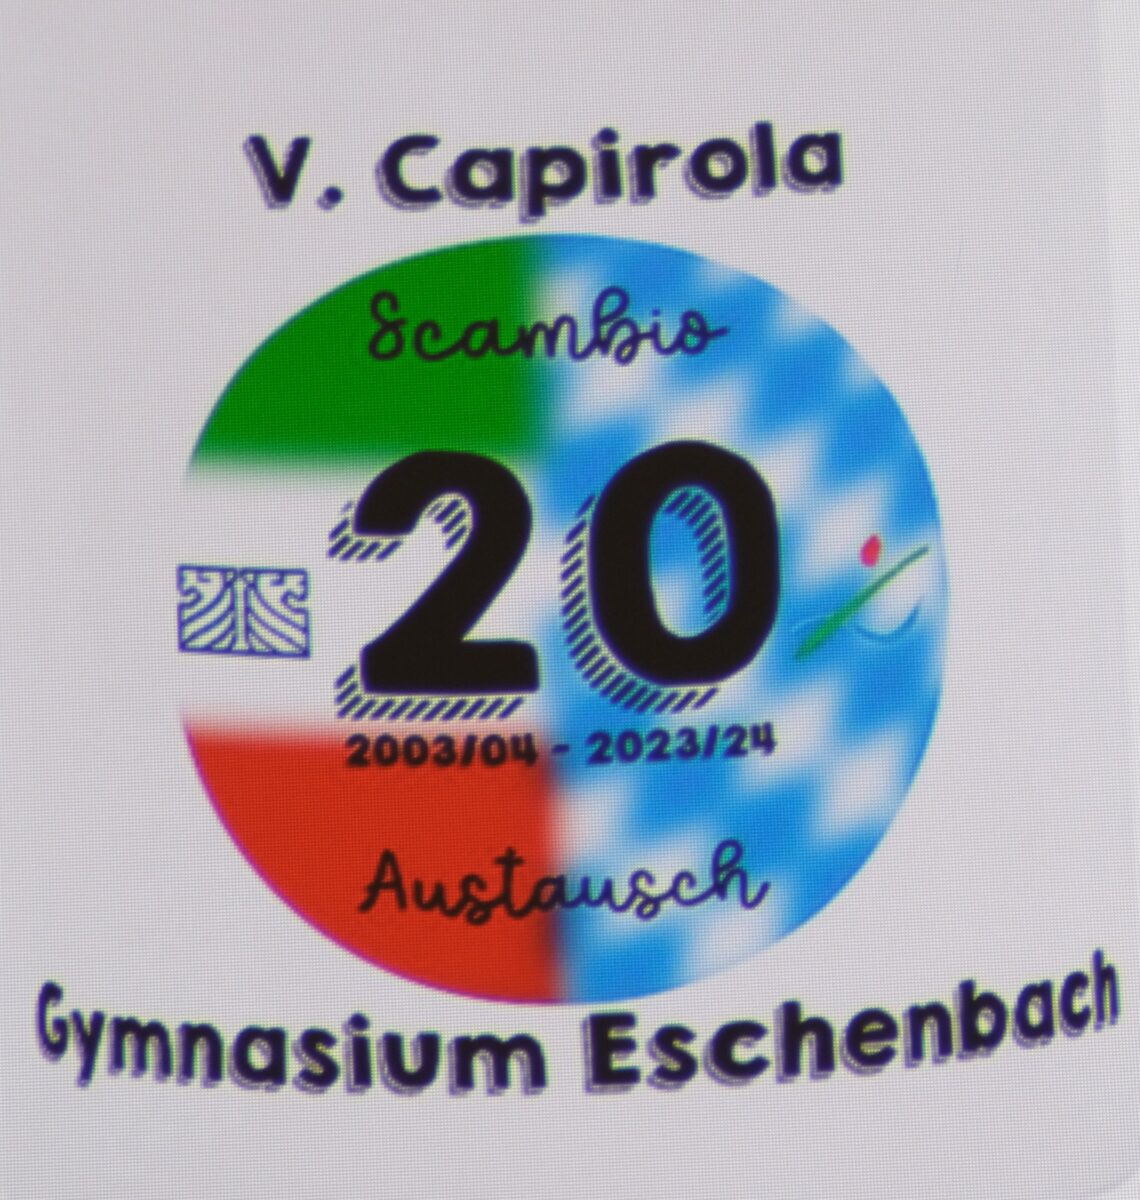 V. Capirola
Scambio
20
2003/04 - 2023/24
Austausch
Gymnasium Eschenbach